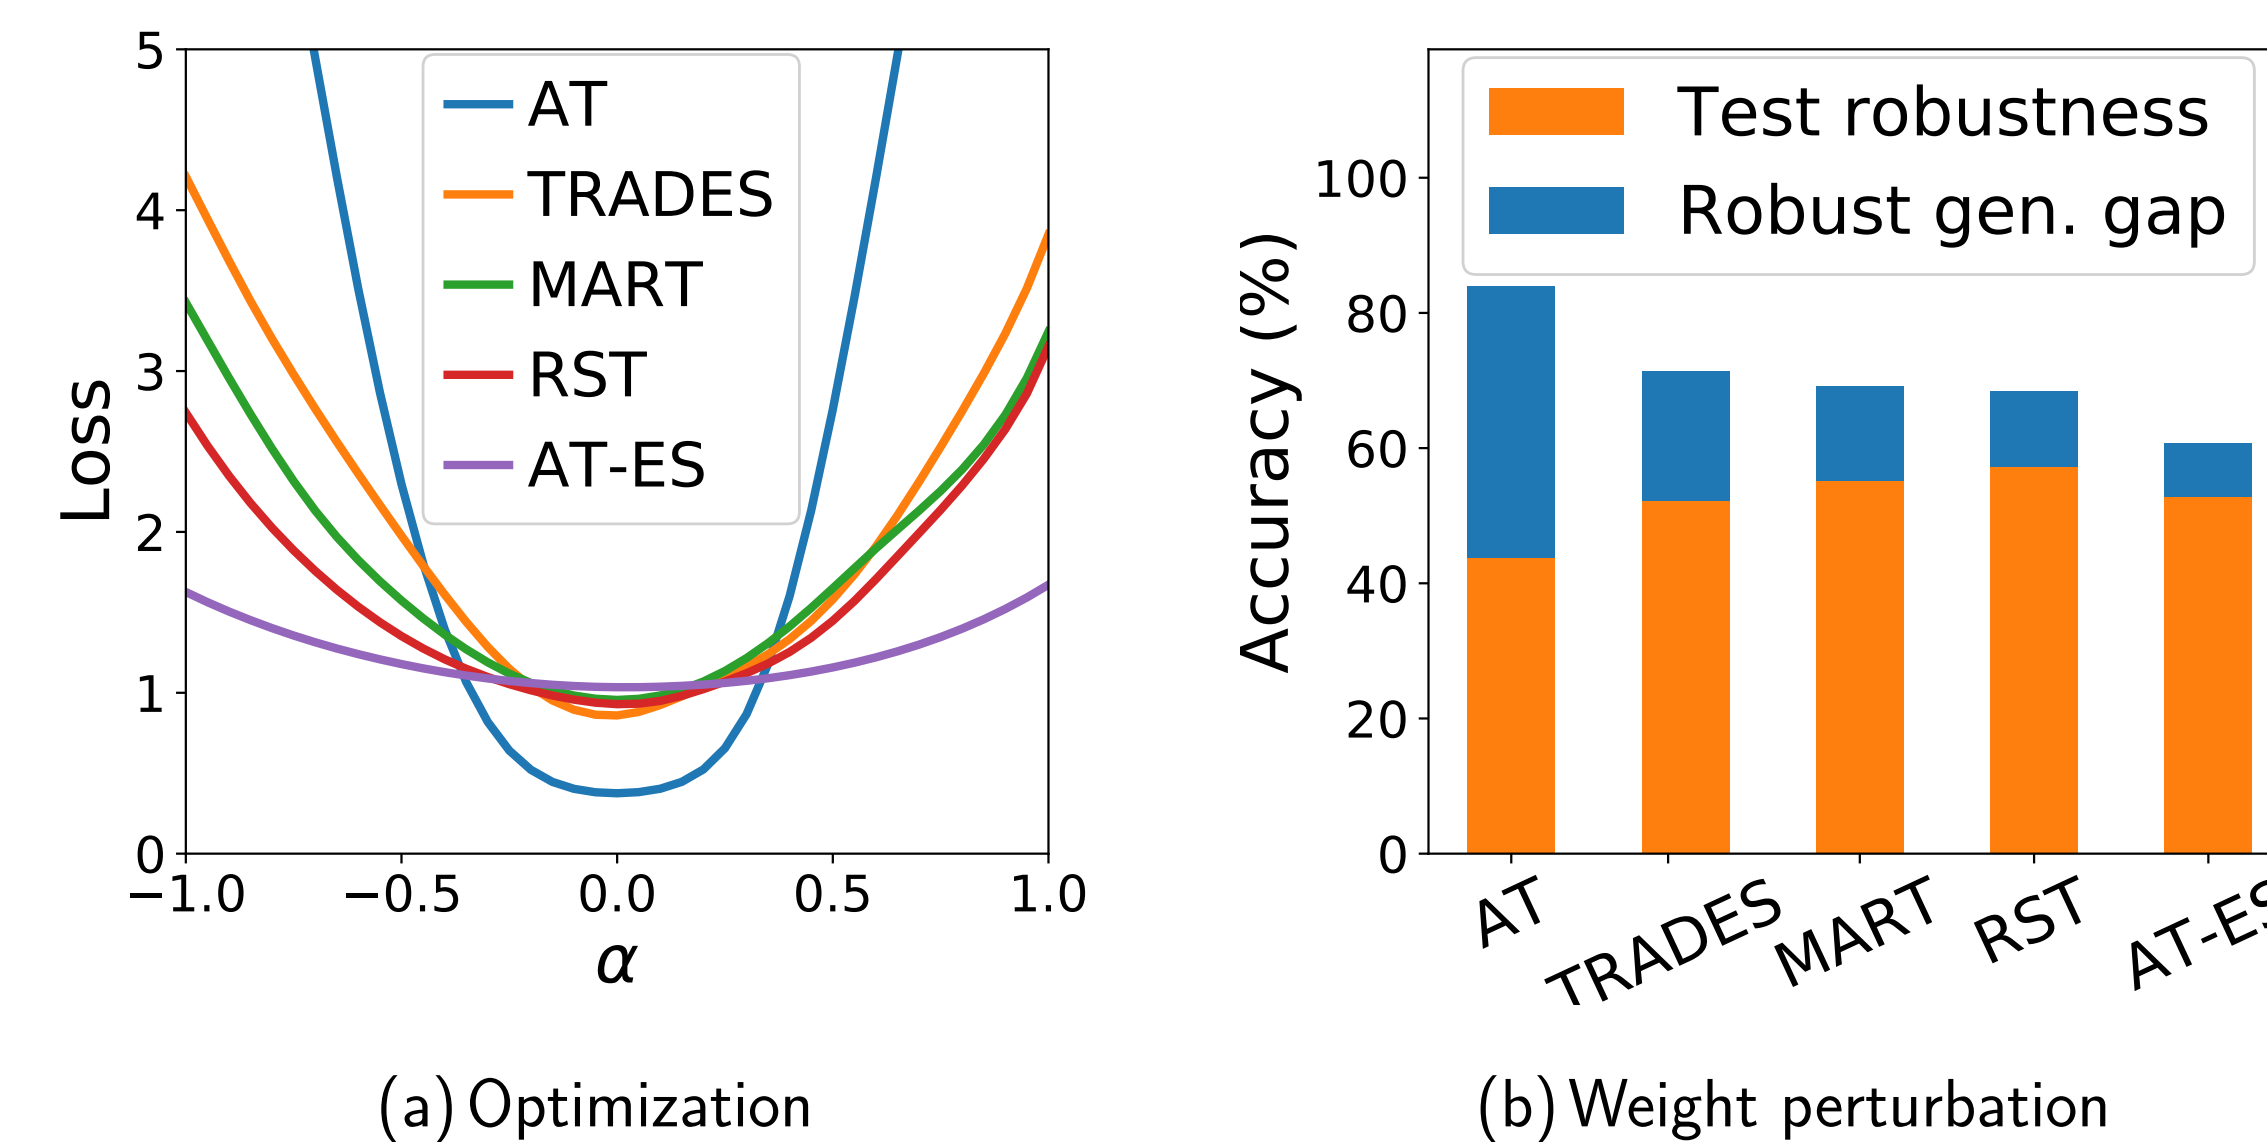 5
4
3
2
1
0
Loss
−1.0
−0.5
0.0
0.5
1.0
α
AT
TRADES
MART
RST
AT-ES
(a) Optimization
100
80
60
40
20
0
Accuracy (%)
Test robustness
Robust gen. gap
AT
TRADES
MART
RST
AT-ES
(b) Weight perturbation